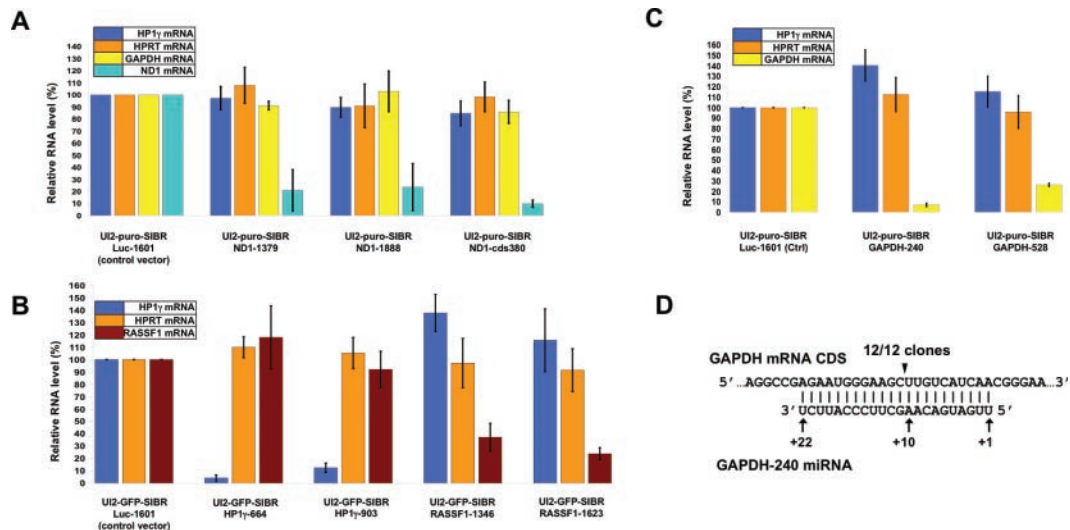 A
HP1γ mRNA
HPRT mRNA
GAPDH mRNA
ND1 mRNA
Relative RNA level (%)
140
130
120
110
100
90
80
70
60
50
40
30
20
10
0
UI2-puro-SIBR
Luc-1601
(control vector)
UI2-puro-SIBR
ND1-1379
UI2-puro-SIBR
ND1-1888
UI2-puro-SIBR
ND1-cds380
B
HP1γ mRNA
HPRT mRNA
RASSF1 mRNA
Relative RNA level (%)
160
150
140
130
120
110
100
90
80
70
60
50
40
30
20
10
0
UI2-GFP-SIBR
Luc-1601
(control vector)
UI2-GFP-SIBR
HP1γ-664
UI2-GFP-SIBR
HP1γ-903
UI2-GFP-SIBR
RASSF1-1346
UI2-GFP-SIBR
RASSF1-1623
C
HP1γ mRNA
HPRT mRNA
GAPDH mRNA
Relative RNA level (%)
160
150
140
130
120
110
100
90
80
70
60
50
40
30
20
10
0
UI2-puro-SIBR
Luc-1601 (Ctrl)
UI2-puro-SIBR
GAPDH-240
UI2-puro-SIBR
GAPDH-528
D
12/12 clones
GAPDH mRNA CDS
5′ …AGGCCGAGAATGGGAAGCUUGUCAUCAACGGGAA…3′
3′UCUUACCCUUCGAACAGUAGUU 5′
+22 +10 +1
GAPDH-240 miRNA